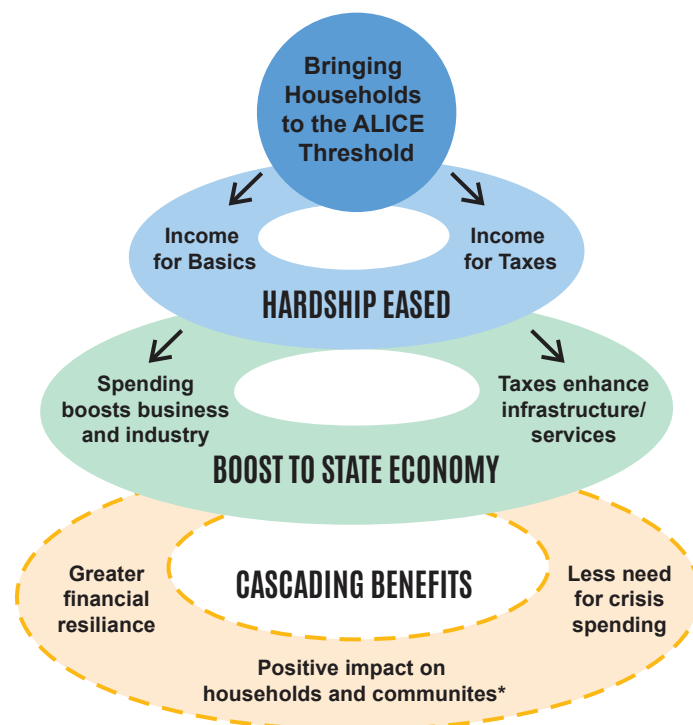 Bringing
Households
to the ALICE
Threshold
Income
for Basics
Income
for Taxes
HARDSHIP EASED
Spending
boosts business
and industry
Taxes enhance
infrastructure/
services
BOOST TO STATE ECONOMY
Greater
financial
resiliance
CASCADING BENEFITS
Less need
for crisis
spending
Positive impact on
households and communites*